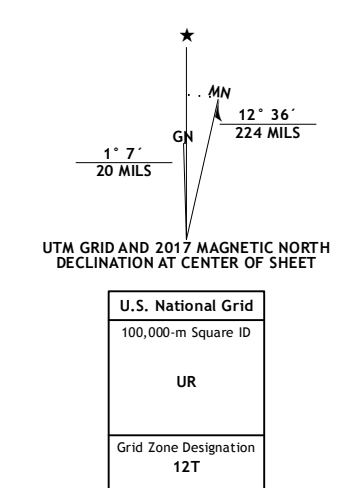 ★
MN
12° 36´
224 MILS
GN
1° 7´
20 MILS
UTM GRID AND 2017 MAGNETIC NORTH
DECLINATION AT CENTER OF SHEET
U.S. National Grid
100,000-m Square ID
UR
Grid Zone Designation
12T